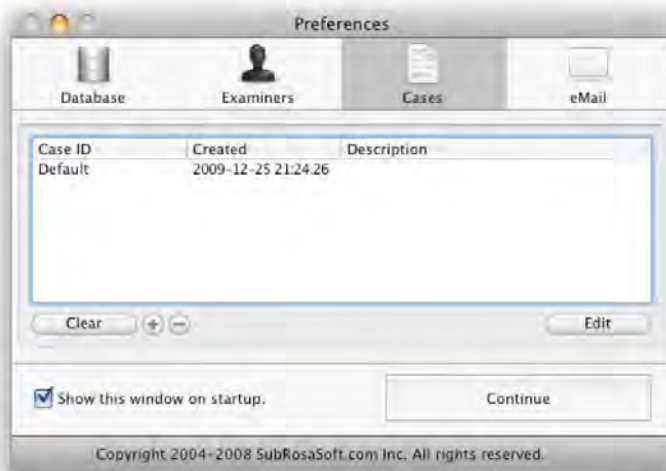 Preferences
Database Examiners Cases eMail
Case ID Created Description
Default 2009-12-25 21:24:26
Clear + − Edit
Show this window on startup. Continue
Copyright 2004-2008 SubRosaSoft.com Inc. All rights reserved.